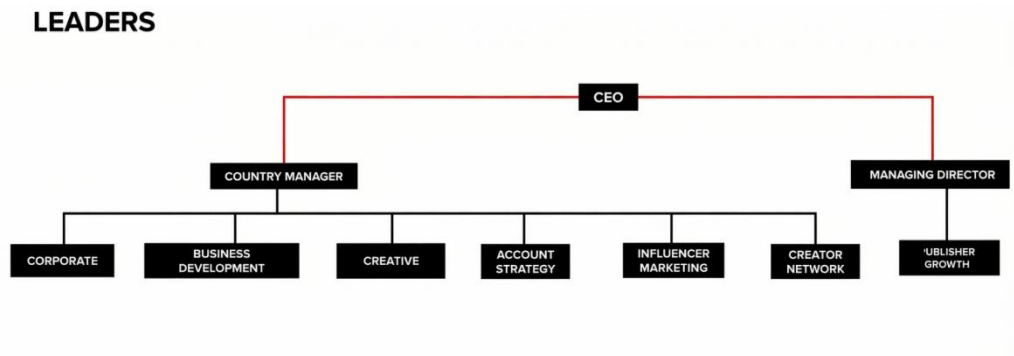 LEADERS
CEO
COUNTRY MANAGER
MANAGING DIRECTOR
CORPORATE
BUSINESS
DEVELOPMENT
CREATIVE
ACCOUNT
STRATEGY
INFLUENCER
MARKETING
CREATOR
NETWORK
'UBLISHER
GROWTH